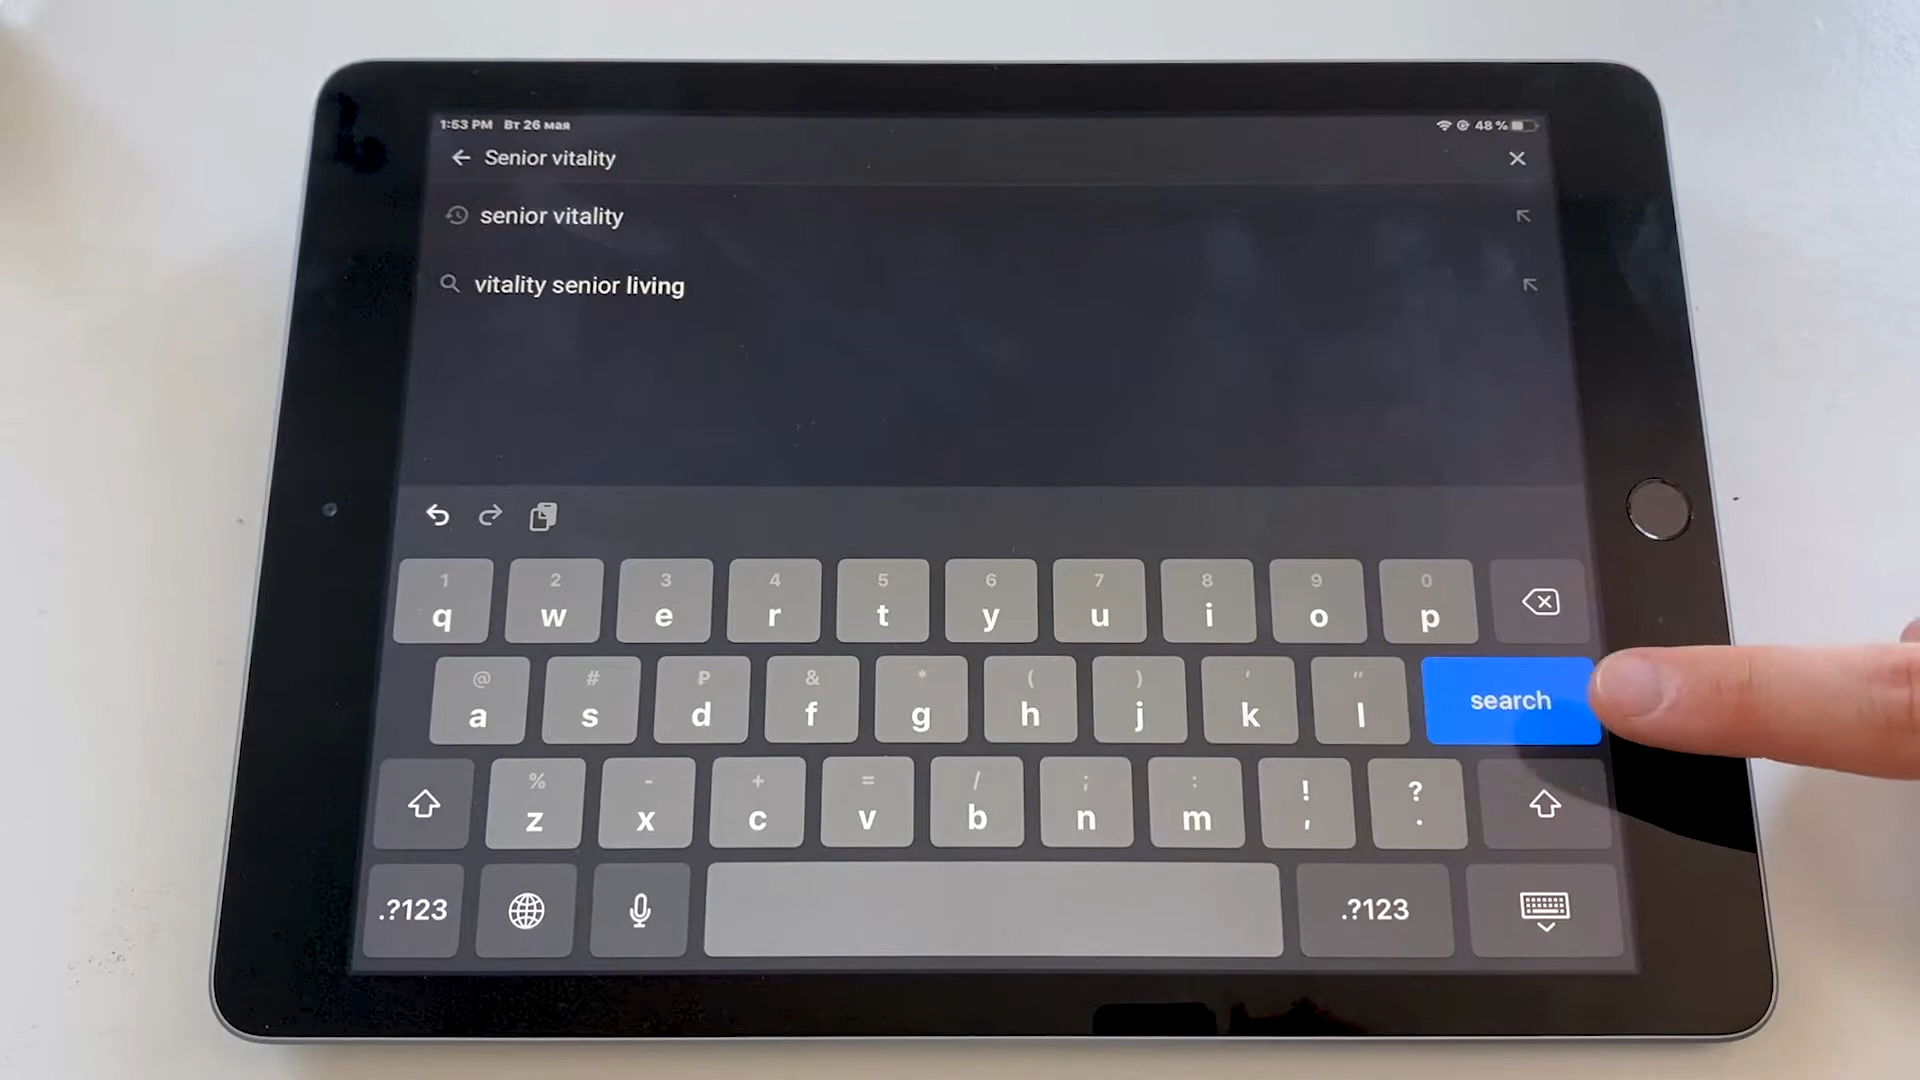 1:53 PM Вт 26 мая 48 %
Senior vitality
senior vitality
vitality senior living
1 2 3 4 5 6 7 8 9 0
q w e r t y u i o p
@ # ₽ & * ( ) ' "
a s d f g h j k l search
% - + = / ; : ! ?
z x c v b n m , .
.?123 .?123